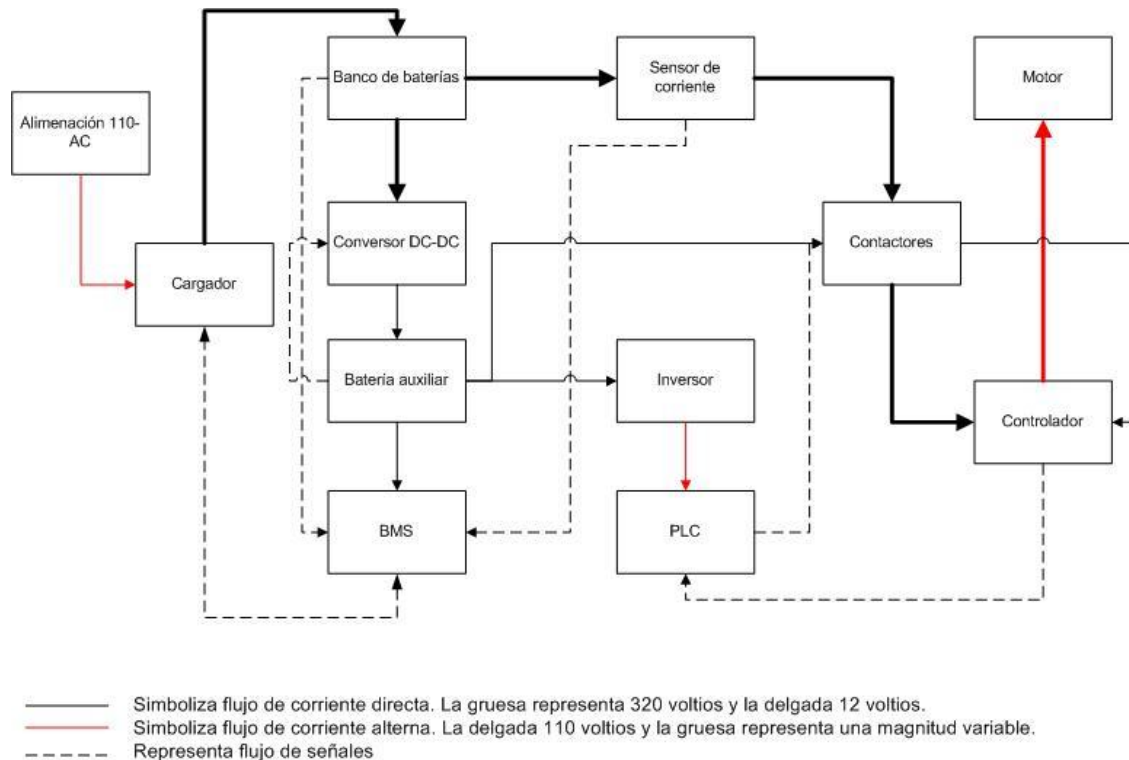 Banco de baterías
Sensor de
corriente
Motor
Alimenación 110-
AC
Conversor DC-DC
Contactores
Cargador
Batería auxiliar
Inversor
Controlador
BMS
PLC
Simboliza flujo de corriente directa. La gruesa representa 320 voltios y la delgada 12 voltios.
Simboliza flujo de corriente alterna. La delgada 110 voltios y la gruesa representa una magnitud variable.
Representa flujo de señales